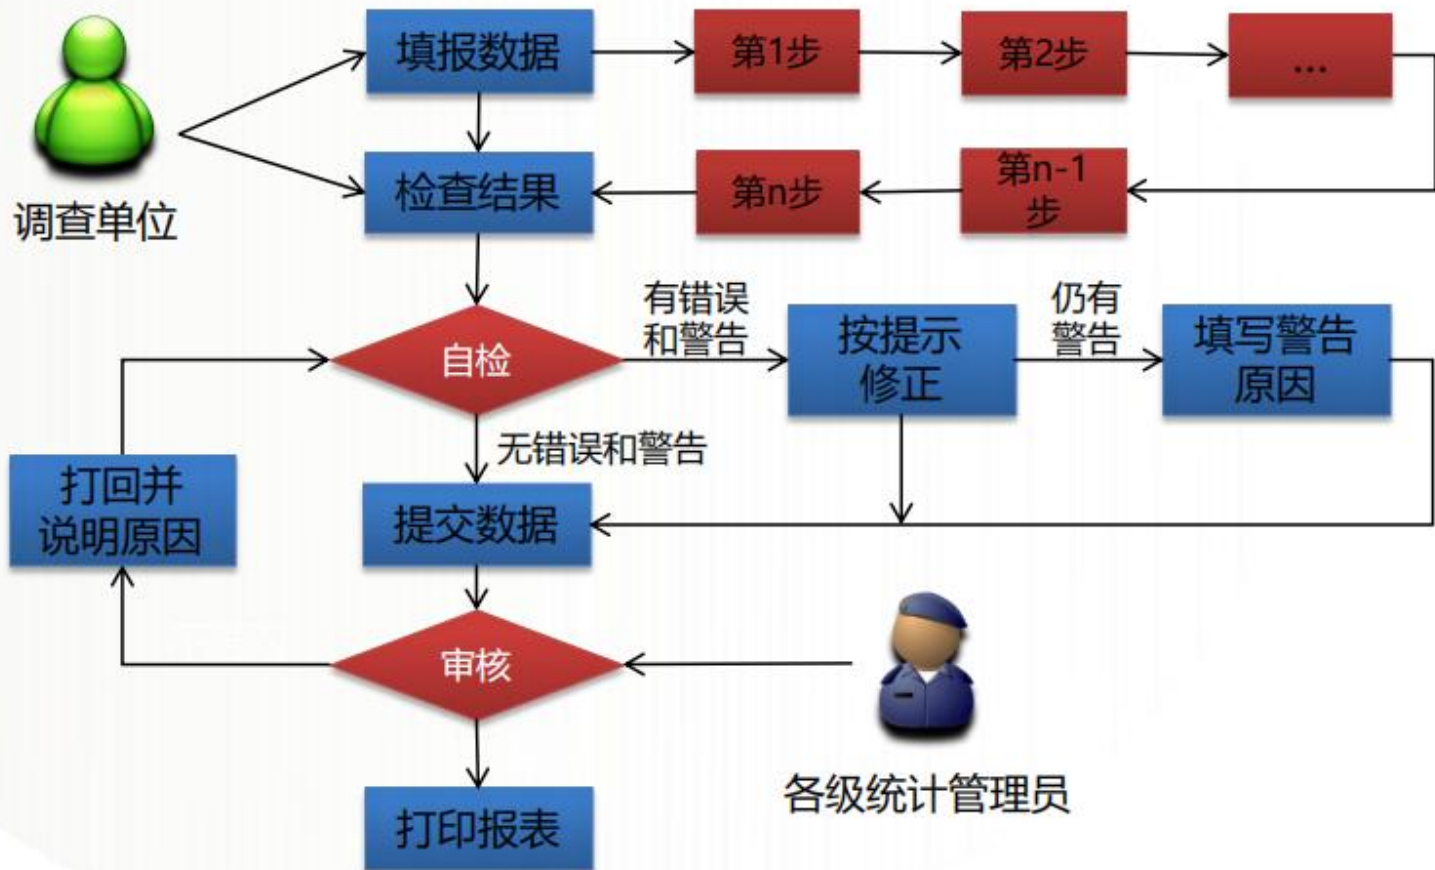 填报数据
第1步
第2步
...
检查结果
第n步
第n-1
步
调查单位
有错误
和警告
仍有
警告
自检
按提示
修正
填写警告
原因
无错误和警告
打回并
说明原因
提交数据
审核
各级统计管理员
打印报表